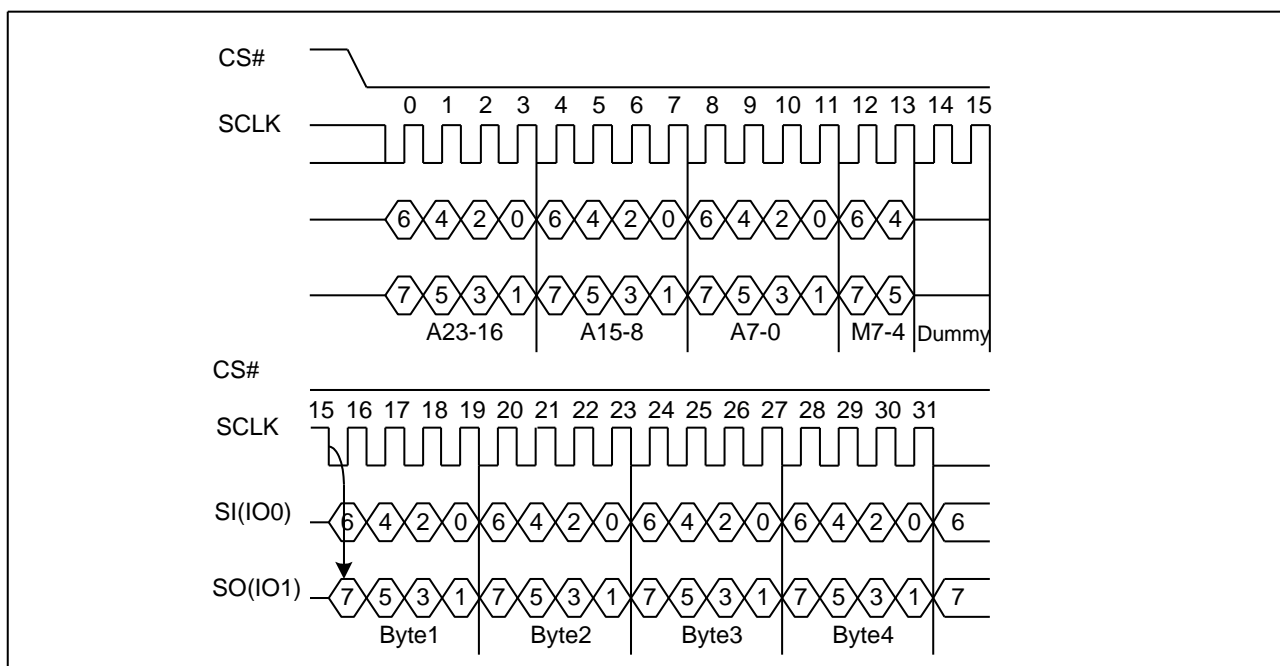 CS#
0 1 2 3 4 5 6 7 8 9 10 11 12 13 14 15
SCLK
6 4 2 0 6 4 2 0 6 4 2 0 6 4
7 5 3 1 7 5 3 1 7 5 3 1 7 5
A23-16 A15-8 A7-0 M7-4 Dummy
CS#
15 16 17 18 19 20 21 22 23 24 25 26 27 28 29 30 31
SCLK
SI(IO0) 6 4 2 0 6 4 2 0 6 4 2 0 6 4 2 0 6
SO(IO1) 7 5 3 1 7 5 3 1 7 5 3 1 7 5 3 1 7
Byte1 Byte2 Byte3 Byte4